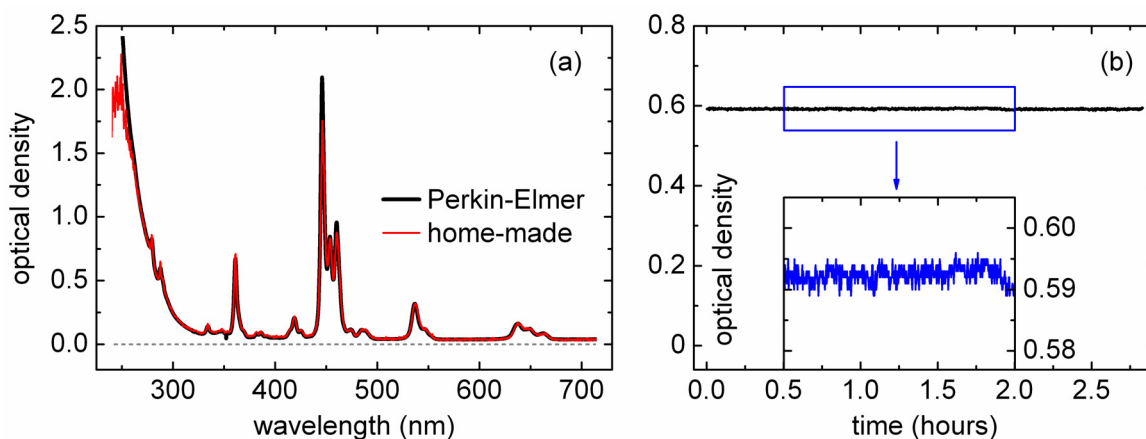 2.5
2.0
1.5
1.0
0.5
0.0
optical density
(a)
Perkin-Elmer
home-made
300 400 500 600 700
wavelength (nm)
0.8
0.6
0.4
0.2
0
optical density
(b)
0.60
0.59
0.58
0.0 0.5 1.0 1.5 2.0 2.5
time (hours)